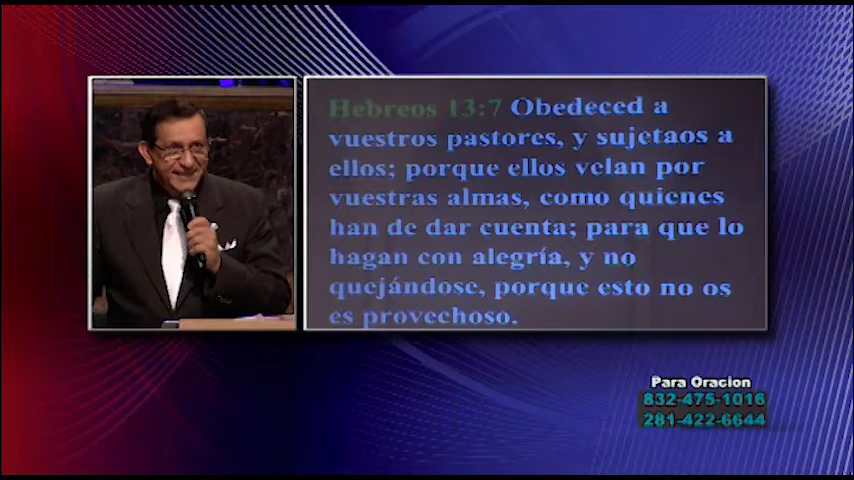 Hebreos 13:7 Obedeced a
vuestros pastores, y sujetaos a
ellos; porque ellos velan por
vuestras almas, como quienes
han de dar cuenta; para que lo
hagan con alegría, y no
quejándose, porque esto no os
es provechoso.
Para Oracion
832-475-1016
281-422-6644